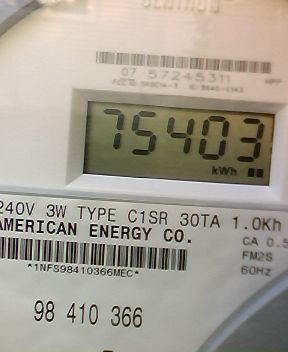 07 57245311
75403
kWh
240V 3W TYPE C1SR 30TA 1.0Kh
AMERICAN ENERGY CO.
CA 0.5
*1NFS98410366MEC*
FM2S
60Hz
98 410 366